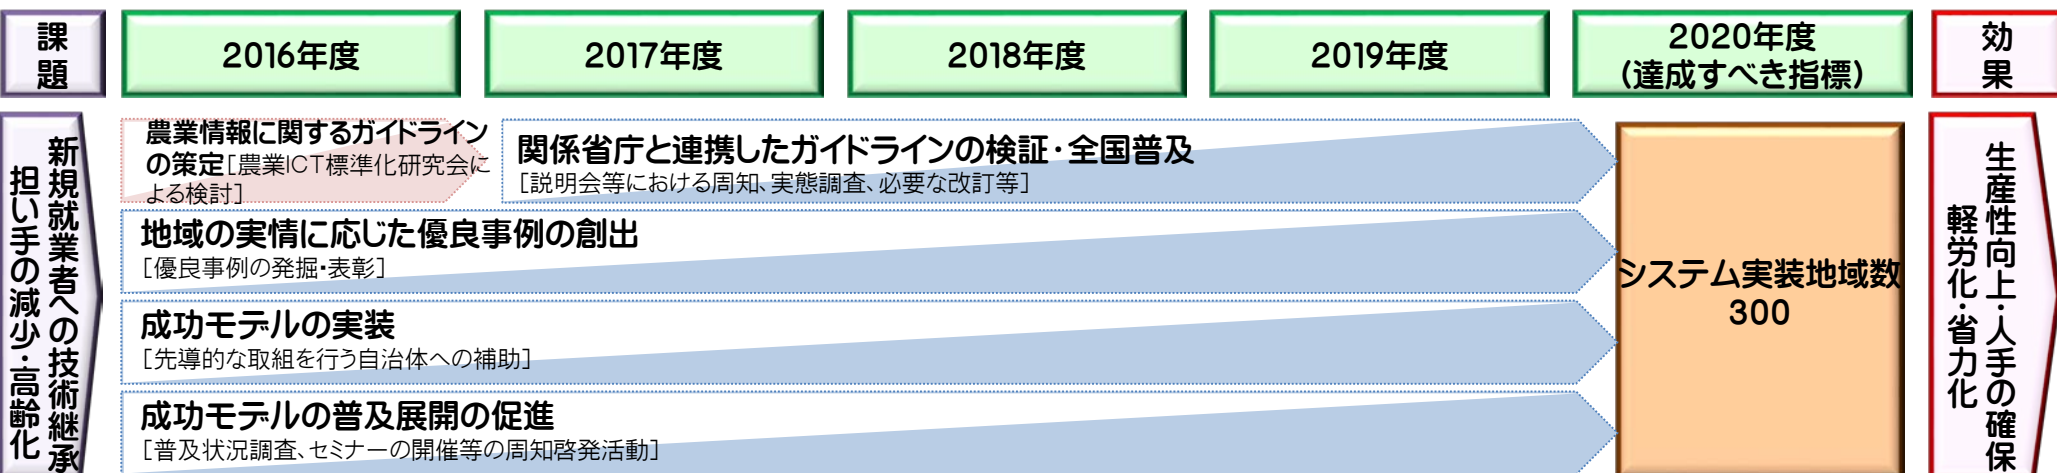 課
題
2016年度
2017年度
2018年度
2019年度
2020年度
(達成すべき指標)
効
果
新規就業者への技術継承
担い手の減少・高齢化
農業情報に関するガイドライン
の策定[農業ICT標準化研究会に
よる検討]
関係省庁と連携したガイドラインの検証・全国普及
[説明会等における周知、実態調査、必要な改訂等]
地域の実情に応じた優良事例の創出
[優良事例の発掘・表彰]
成功モデルの実装
[先導的な取組を行う自治体への補助]
成功モデルの普及展開の促進
[普及状況調査、セミナーの開催等の周知啓発活動]
システム実装地域数
300
生産性向上・人手の確保
軽労化・省力化